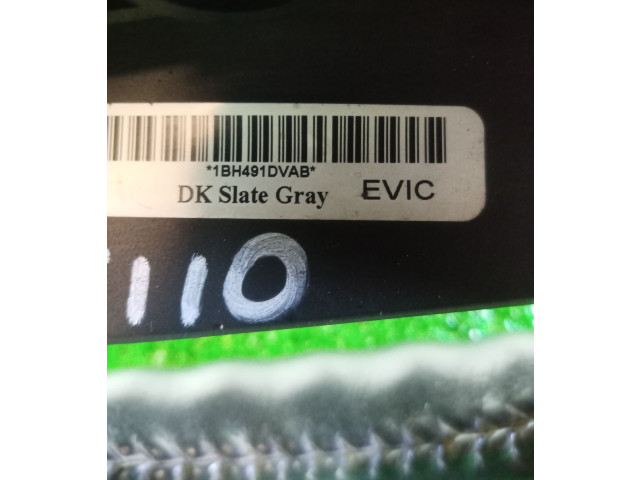 *1BH491DVAB*
DK Slate Gray EVIC
110